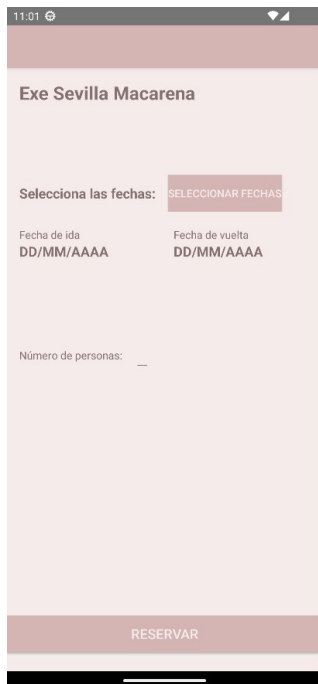 11:01
Exe Sevilla Macarena
Selecciona las fechas: SELECCIONAR FECHAS
Fecha de ida Fecha de vuelta
DD/MM/AAAA DD/MM/AAAA
Número de personas:
RESERVAR